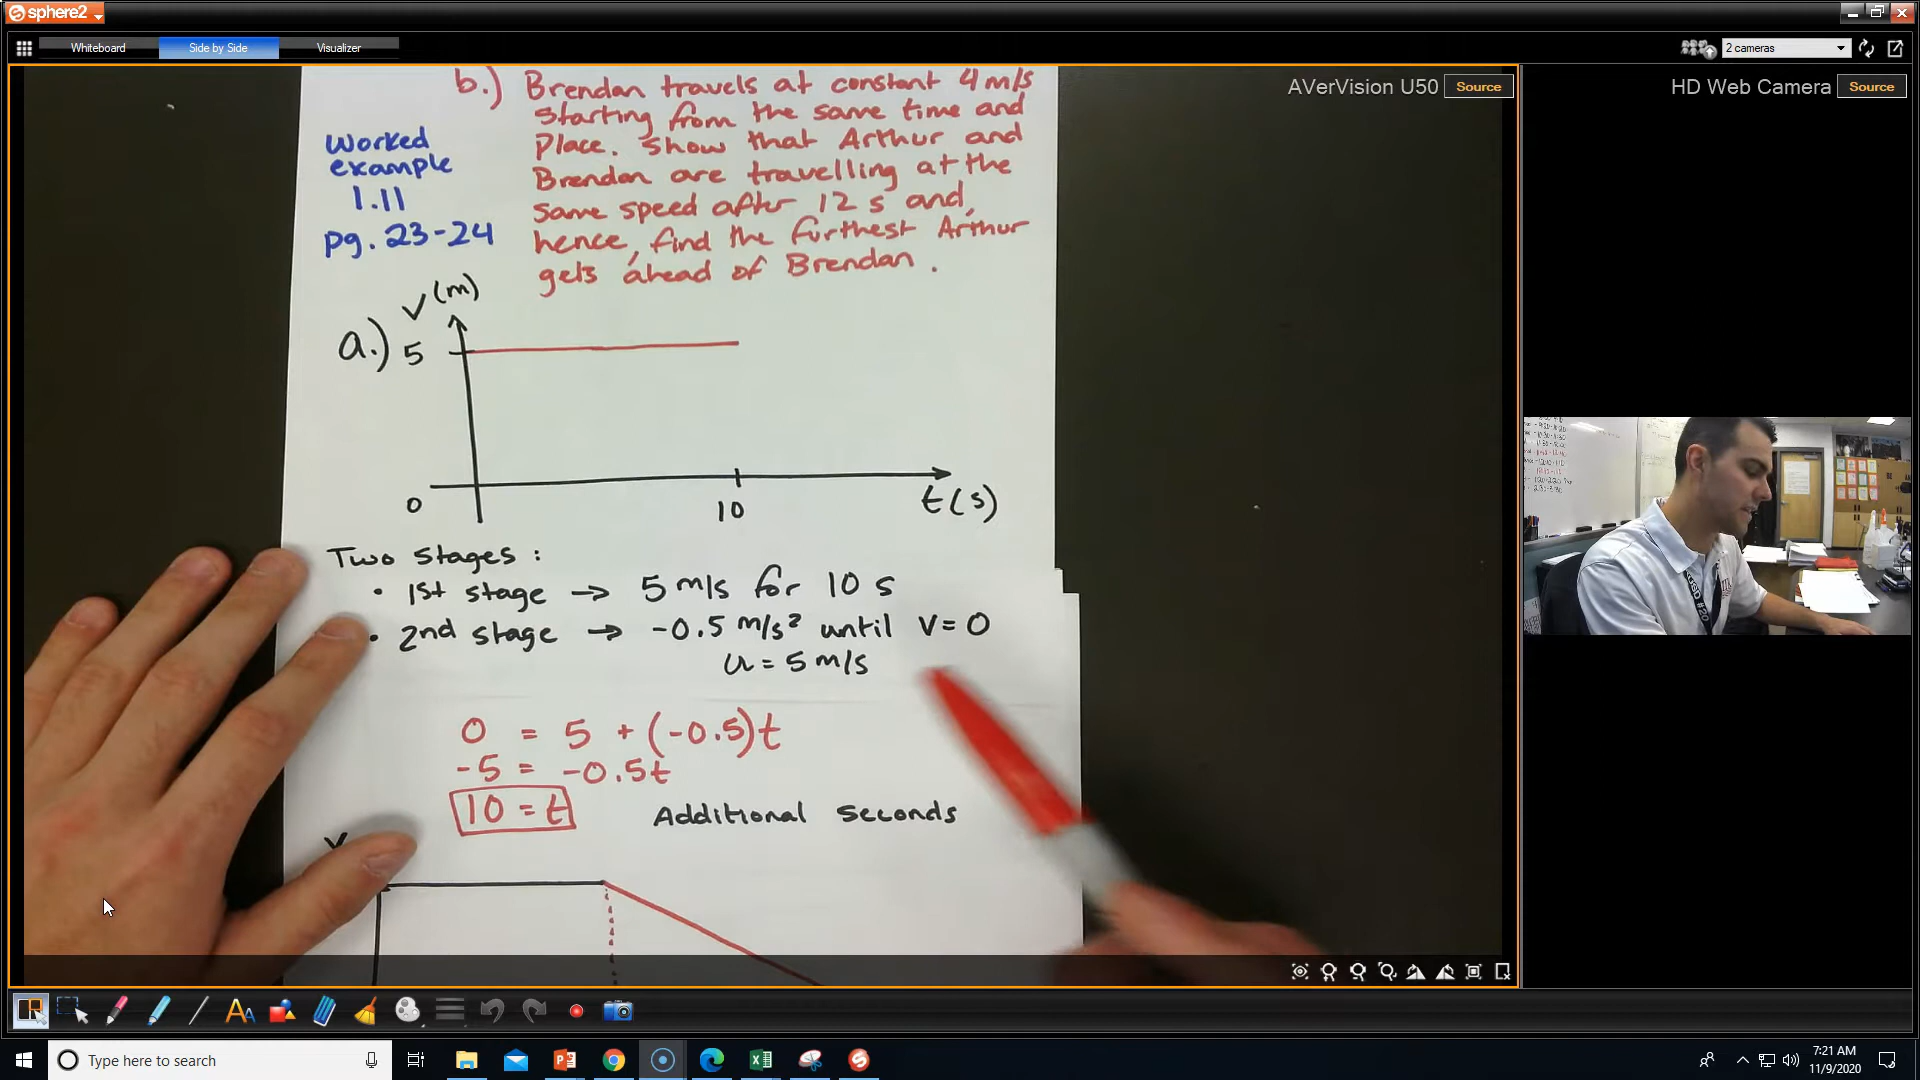 sphere2
Whiteboard
Side by Side
Visualizer
2 cameras
AVerVision U50
Source
HD Web Camera
Source
b.) Brendan travels at constant 4 m/s
starting from the same time and
Place. Show that Arthur and
Brendan are travelling at the
same speed after 12 s and,
hence, find the furthest Arthur
gets ahead of Brendan.
Worked
example
1.11
pg. 23-24
a.)
V (m)
5
0
10
t(s)
Two stages :
• 1st stage → 5 m/s for 10 s
• 2nd stage → -0.5 m/s² until V = 0
u = 5 m/s
0 = 5 + (-0.5)t
-5 = -0.5t
10 = t
Additional seconds
V
Type here to search
7:21 AM
11/9/2020